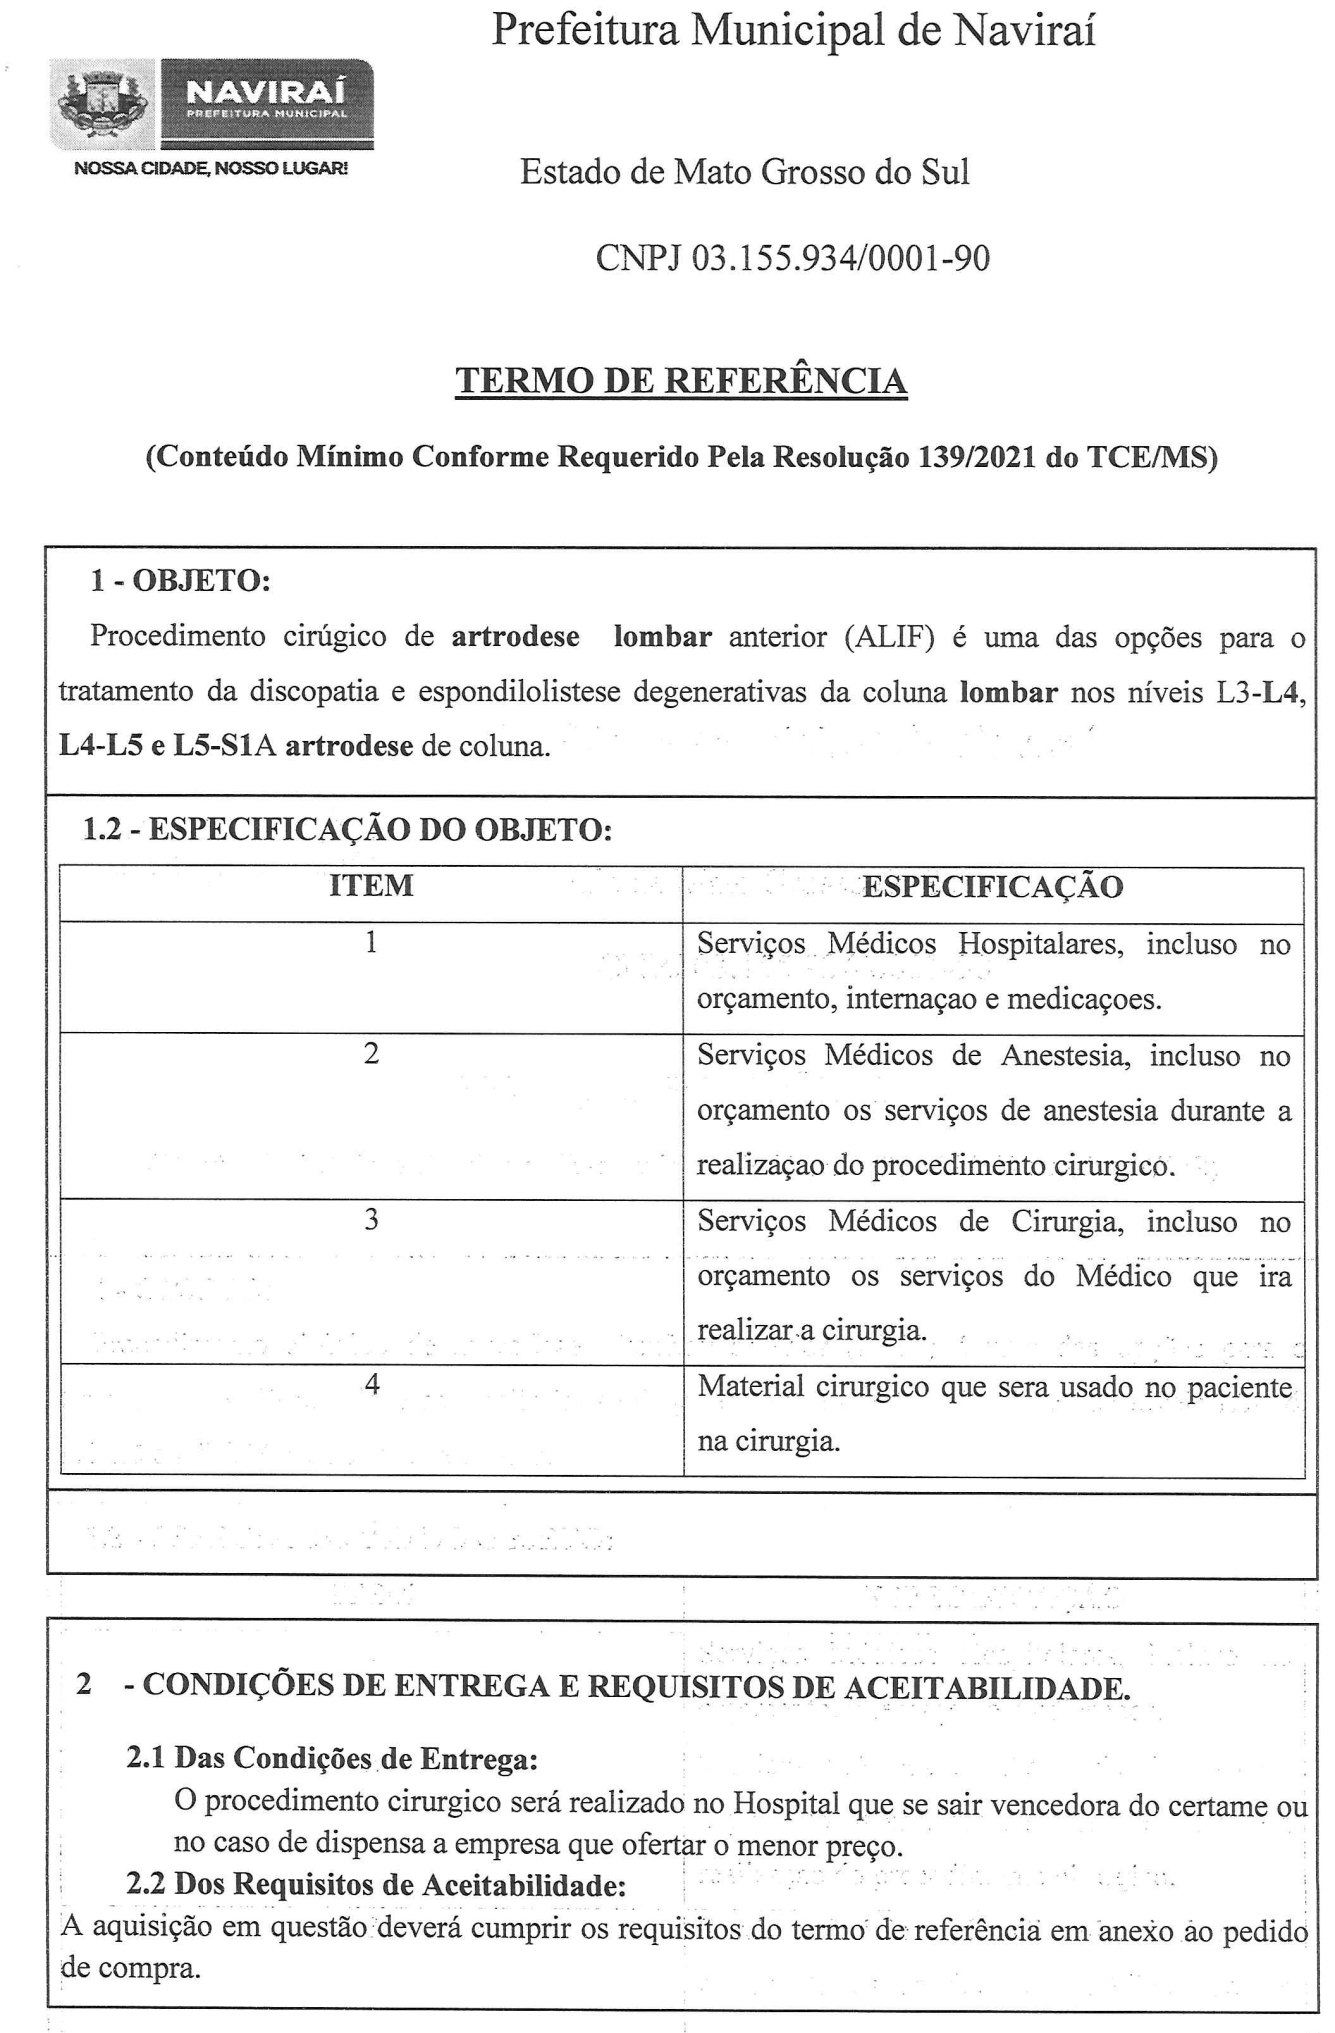 Prefeitura Municipal de Naviraí
NAVIRAÍ
PREFEITURA MUNICIPAL
NOSSA CIDADE, NOSSO LUGAR!
Estado de Mato Grosso do Sul
CNPJ 03.155.934/0001-90
TERMO DE REFERÊNCIA
(Conteúdo Mínimo Conforme Requerido Pela Resolução 139/2021 do TCE/MS)
1 - OBJETO:
Procedimento cirúgico de artrodese lombar anterior (ALIF) é uma das opções para o
tratamento da discopatia e espondilolistese degenerativas da coluna lombar nos níveis L3-L4,
L4-L5 e L5-S1A artrodese de coluna.
1.2 - ESPECIFICAÇÃO DO OBJETO:
ITEM ESPECIFICAÇÃO
1 Serviços Médicos Hospitalares, incluso no
orçamento, internaçao e medicaçoes.
2 Serviços Médicos de Anestesia, incluso no
orçamento os serviços de anestesia durante a
realizaçao do procedimento cirurgico.
3 Serviços Médicos de Cirurgia, incluso no
orçamento os serviços do Médico que ira
realizar a cirurgia.
4 Material cirurgico que sera usado no paciente
na cirurgia.
2 - CONDIÇÕES DE ENTREGA E REQUISITOS DE ACEITABILIDADE.
2.1 Das Condições de Entrega:
O procedimento cirurgico será realizado no Hospital que se sair vencedora do certame ou
no caso de dispensa a empresa que ofertar o menor preço.
2.2 Dos Requisitos de Aceitabilidade:
A aquisição em questão deverá cumprir os requisitos do termo de referência em anexo ao pedido
de compra.